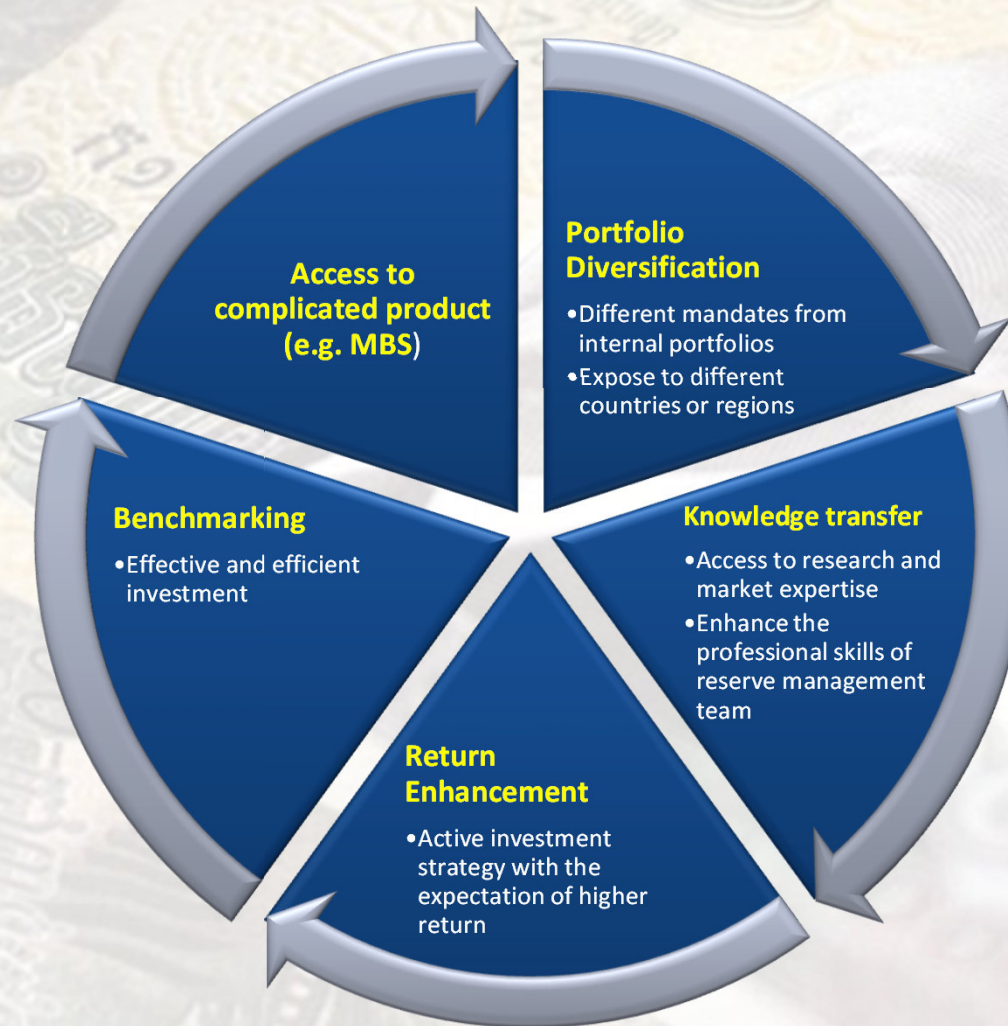 Portfolio
Diversification
•Different mandates from
internal portfolios
•Expose to different
countries or regions
Knowledge transfer
•Access to research and
market expertise
•Enhance the
professional skills of
reserve management
team
Return
Enhancement
•Active investment
strategy with the
expectation of higher
return
Benchmarking
•Effective and efficient
investment
Access to
complicated product
(e.g. MBS)